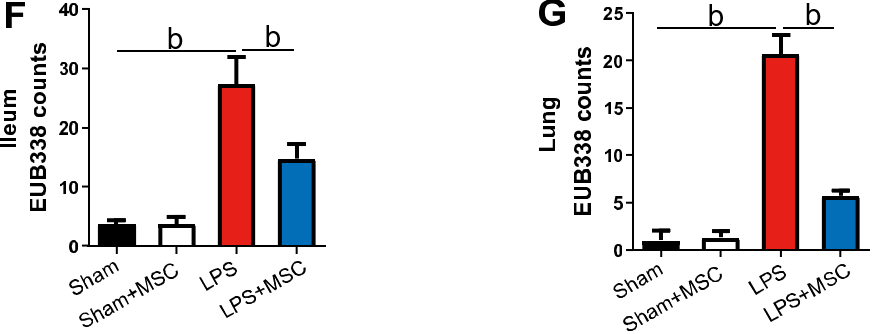 F
Ileum
EUB338 counts
40
30
20
10
0
b
b
Sham
Sham+MSC
LPS
LPS+MSC
G
Lung
EUB338 counts
25
20
15
10
5
0
b
b
Sham
Sham+MSC
LPS
LPS+MSC